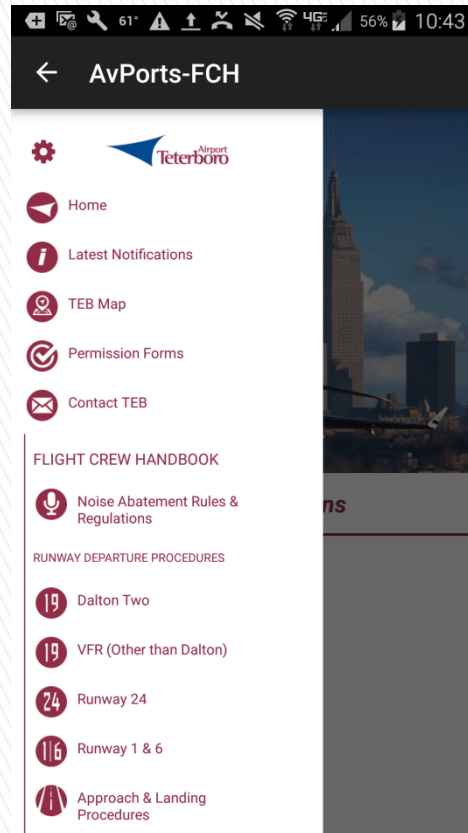 61° 4G 56% 10:43
AvPorts-FCH
Airport
Teterboro
Home
Latest Notifications
TEB Map
Permission Forms
Contact TEB
ns
FLIGHT CREW HANDBOOK
Noise Abatement Rules &
Regulations
RUNWAY DEPARTURE PROCEDURES
19 Dalton Two
19 VFR (Other than Dalton)
24 Runway 24
1|6 Runway 1 & 6
Approach & Landing
Procedures